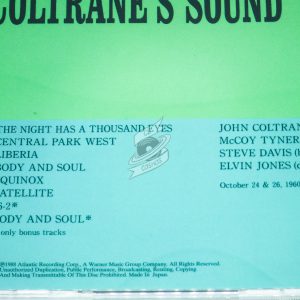 COLTRANE'S SOUND
THE NIGHT HAS A THOUSAND EYES
CENTRAL PARK WEST
LIBERIA
BODY AND SOUL
EQUINOX
SATELLITE
6-2*
BODY AND SOUL*
only bonus tracks
JOHN COLTRAN
McCOY TYNER
STEVE DAVIS (b
ELVIN JONES (d
October 24 & 26, 1960
℗1988 Atlantic Recording Corp., A Warner Music Group Company. All Rights Reserved.
Unauthorized Duplication, Public Performance, Broadcasting, Renting, Copying.
And Making Transmittable Of This Disc Prohibited. Made In Japan.